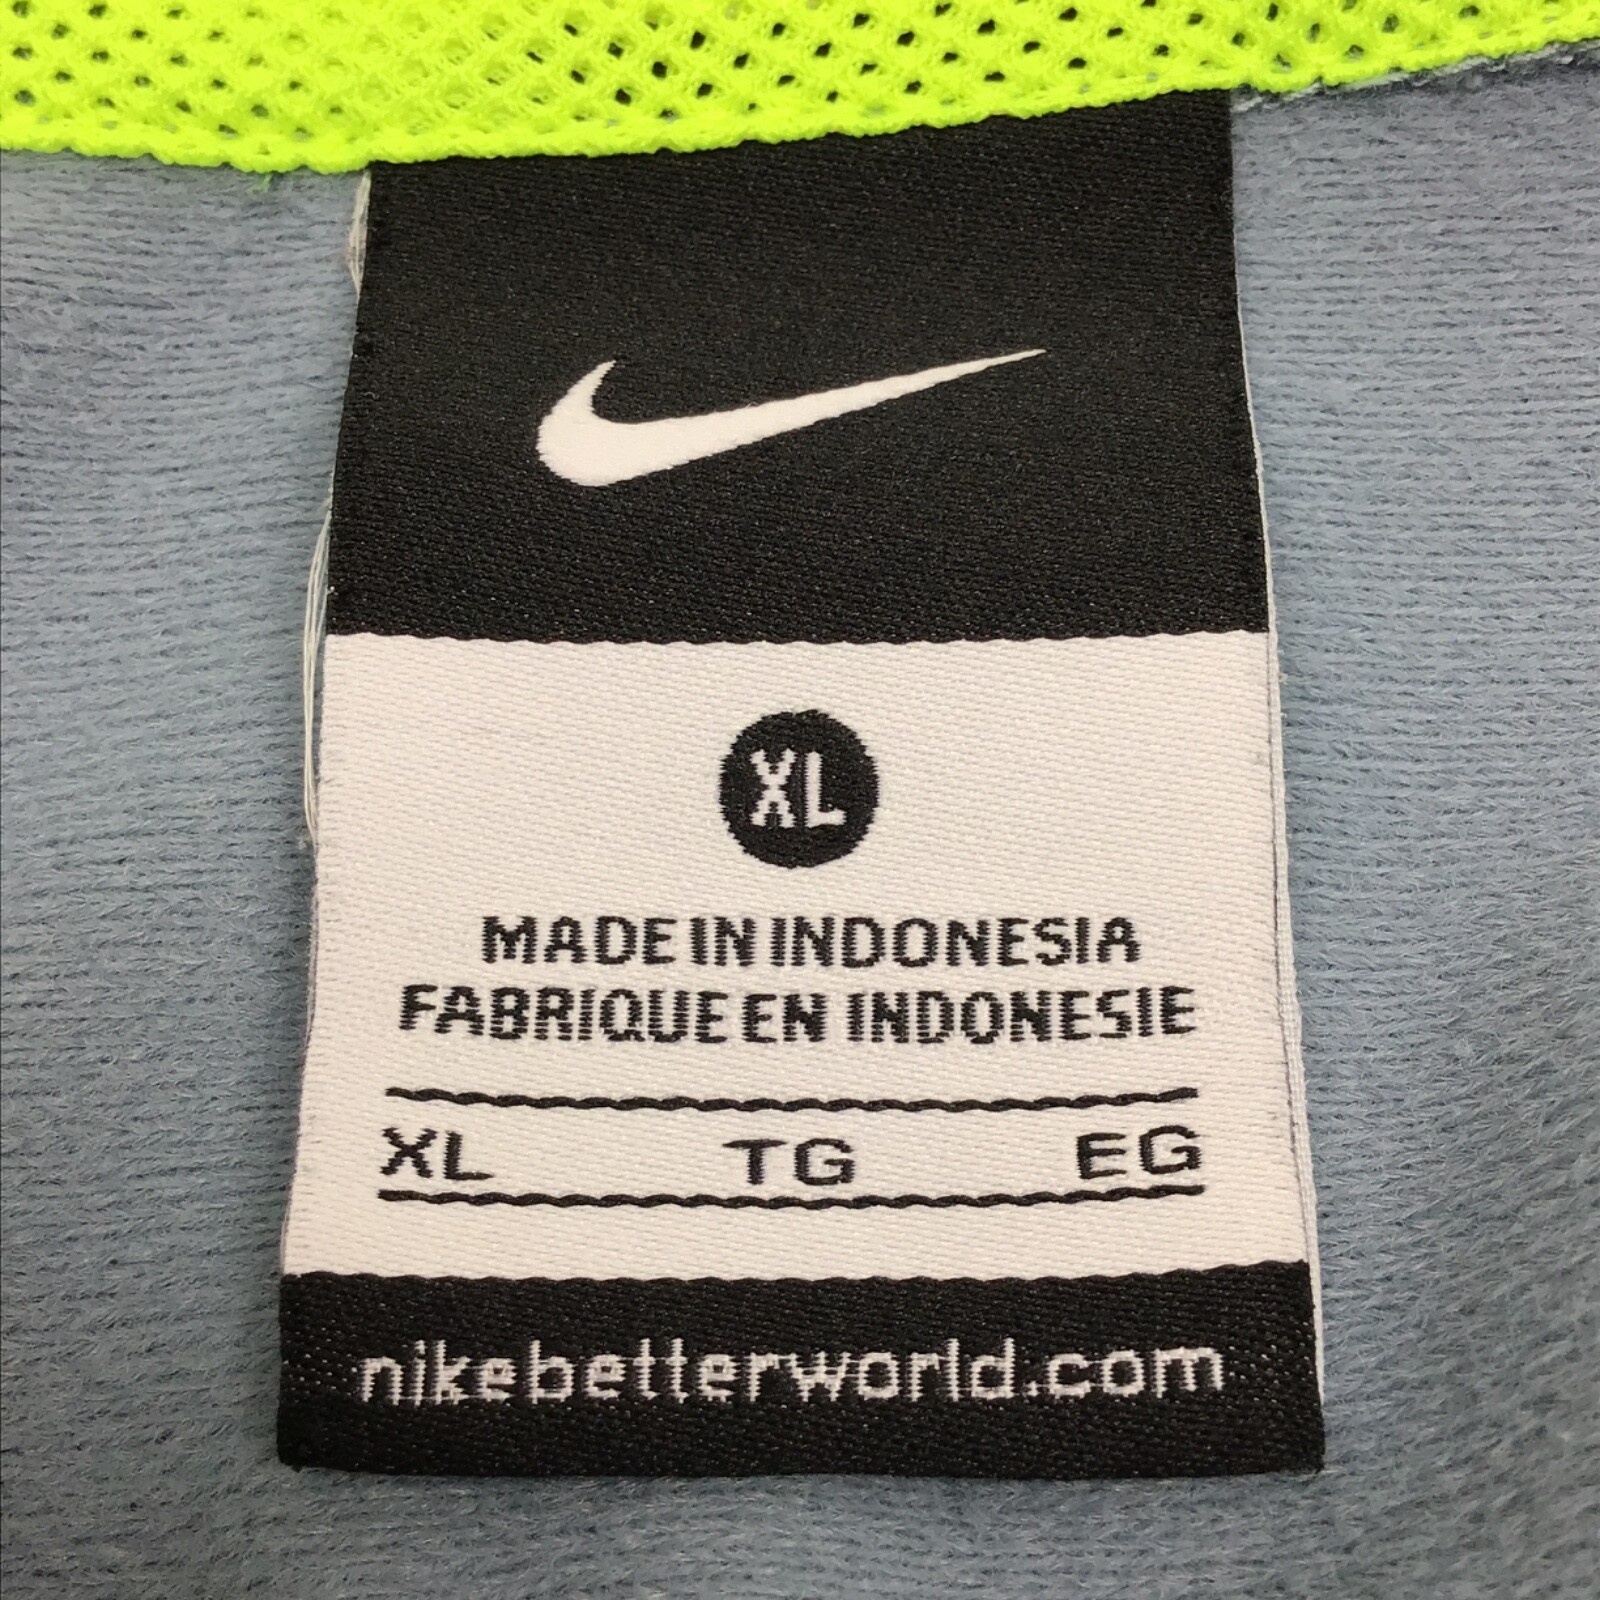 XL
MADE IN INDONESIA
FABRIQUE EN INDONESIE
XL TG EG
nikebetterworld.com